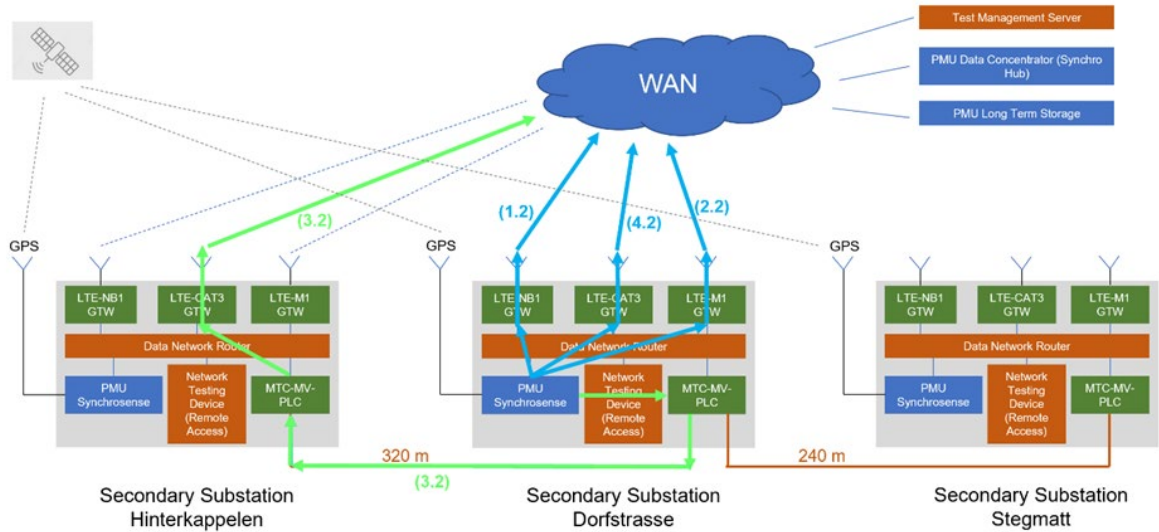 Test Management Server
PMU Data Concentrator (Synchro
Hub)
PMU Long Term Storage
WAN
(3.2)
(1.2)
(4.2)
(2.2)
GPS
GPS
GPS
LTE-NB1
GTW
LTE-CAT3
GTW
LTE-M1
GTW
Data Network Router
PMU
Synchrosense
Network
Testing
Device
(Remote
Access)
MTC-MV-
PLC
LTE-NB1
GTW
LTE-CAT3
GTW
LTE-M1
GTW
Data Network Router
PMU
Synchrosense
Network
Testing
Device
(Remote
Access)
MTC-MV-
PLC
LTE-NB1
GTW
LTE-CAT3
GTW
LTE-M1
GTW
Data Network Router
PMU
Synchrosense
Network
Testing
Device
(Remote
Access)
MTC-MV-
PLC
320 m
(3.2)
240 m
Secondary Substation
Hinterkappelen
Secondary Substation
Dorfstrasse
Secondary Substation
Stegmatt